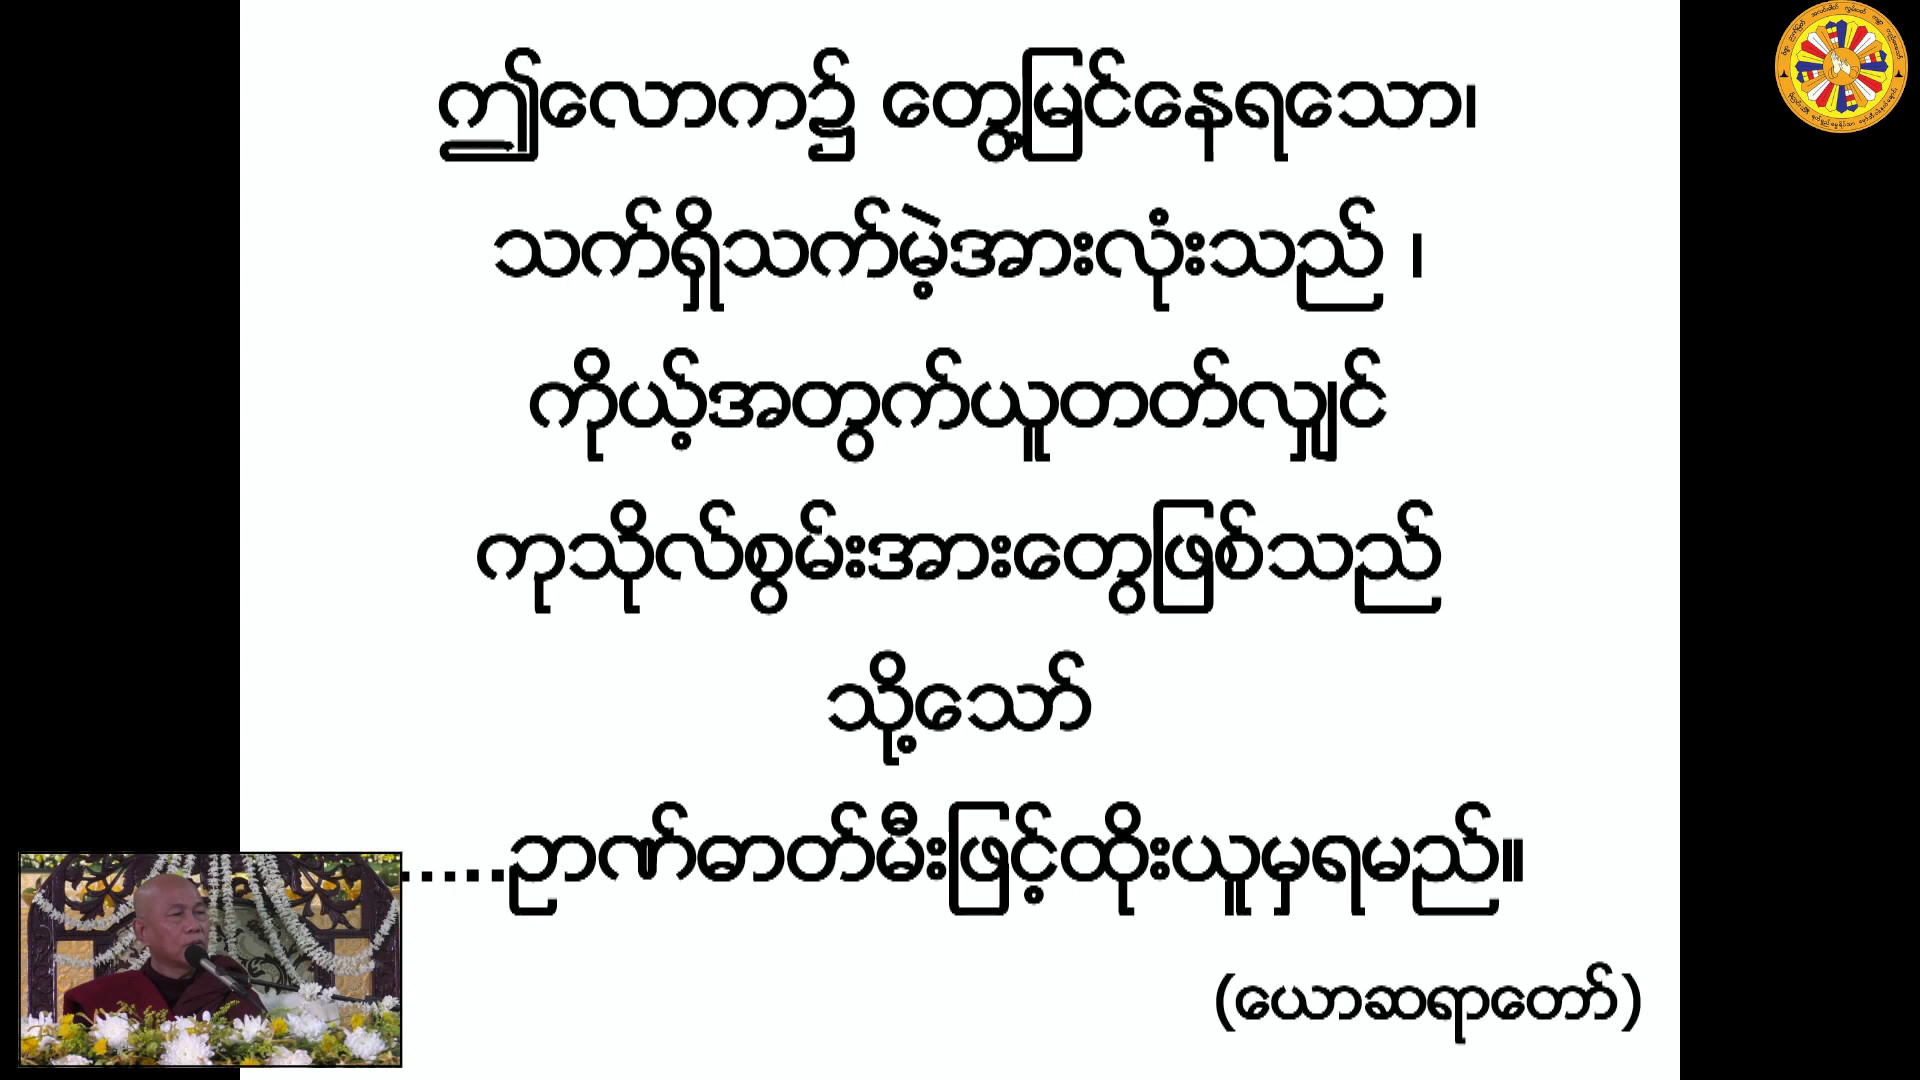 ဤလောက၌ တွေ့မြင်နေရသော၊
သက်ရှိသက်မဲ့အားလုံးသည် ၊
ကိုယ့်အတွက်ယူတတ်လျှင်
ကုသိုလ်စွမ်းအားတွေဖြစ်သည်
သို့သော်
.....ဉာဏ်ဓာတ်မီးဖြင့်ထိုးယူမှရမည်။
(ယောဆရာတော်)